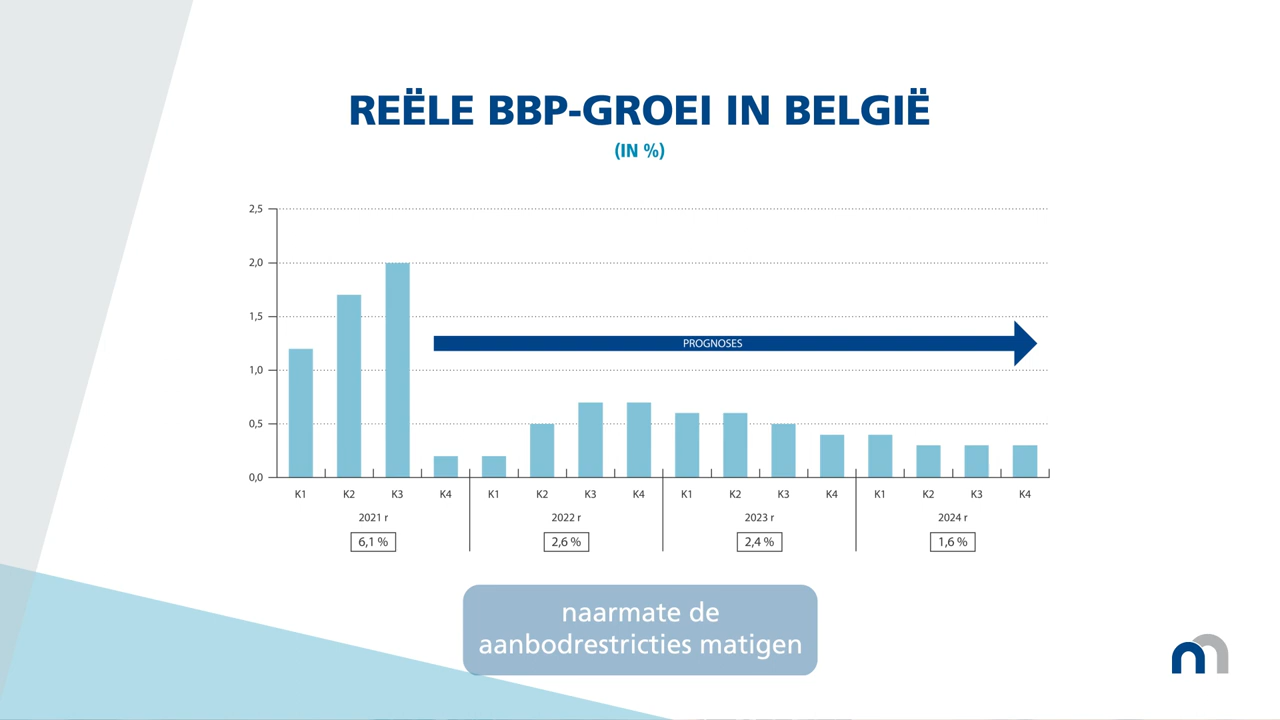 REËLE BBP-GROEI IN BELGIË
(IN %)
2,5
2,0
1,5
1,0
0,5
0,0
PROGNOSES
K1 K2 K3 K4 K1 K2 K3 K4 K1 K2 K3 K4 K1 K2 K3 K4
2021 r 2022 r 2023 r 2024 r
6,1 % 2,6 % 2,4 % 1,6 %
naarmate de
aanbodrestricties matigen